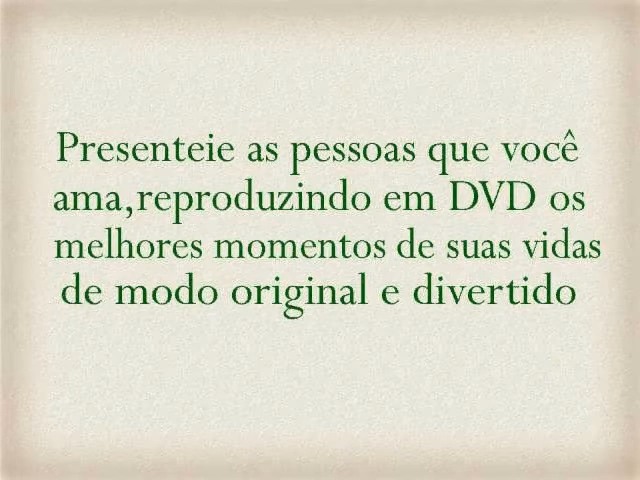 Presenteie as pessoas que você
ama,reproduzindo em DVD os
melhores momentos de suas vidas
de modo original e divertido